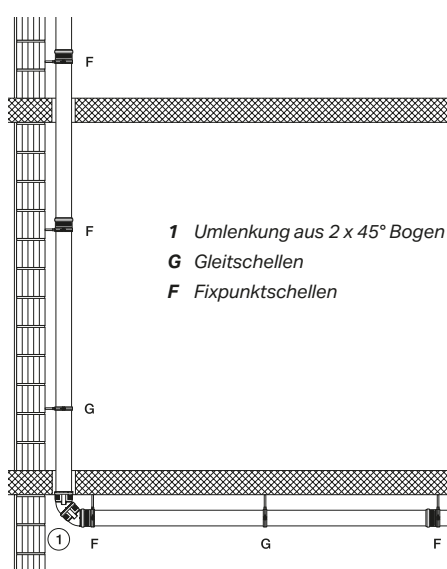 F
F
1 Umlenkung aus 2 x 45° Bogen
G Gleitschellen
F Fixpunktschellen
G
1 F G F